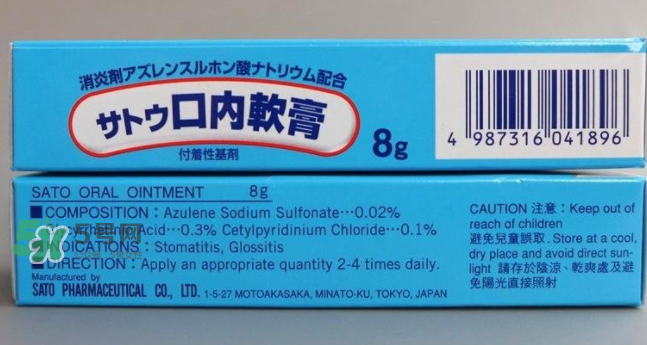 消炎剤アズレンスルホン酸ナトリウム配合
サトウ口内軟膏
付着性基剤
8g
4 987316 041896
SATO ORAL OINTMENT 8g
■COMPOSITION : Azulene Sodium Sulfonate…0.02%
Acid…0.3% Cetylpyridinium Chloride…0.1%
: Stomatitis, Glossitis
■DIRECTION : Apply an appropriate quantity 2-4 times daily.
Manufactured by
SATO PHARMACEUTICAL CO., LTD. 1-5-27 MOTOAKASAKA, MINATO-KU, TOKYO, JAPAN
CAUTION 注意 : Keep out of
reach of children
避免兒童誤取. Store at a cool,
dry place and avoid direct sun-
light 請存於陰涼、乾爽處及避
免陽光直接照射